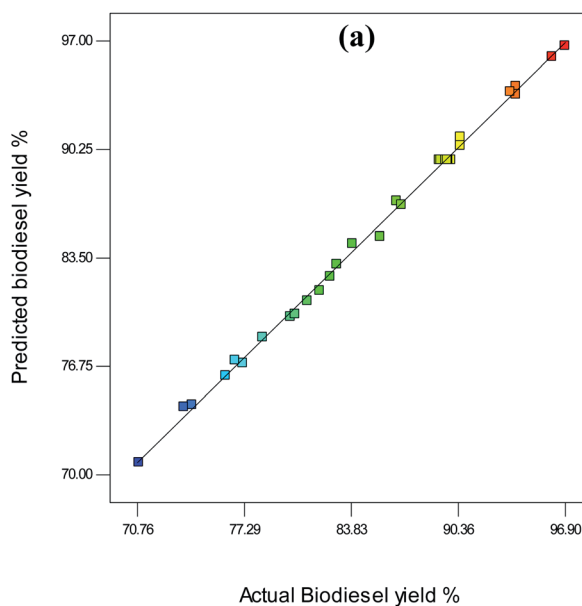 (a)
97.00
90.25
83.50
76.75
70.00
Predicted biodiesel yield %
70.76 77.29 83.83 90.36 96.90
Actual Biodiesel yield %